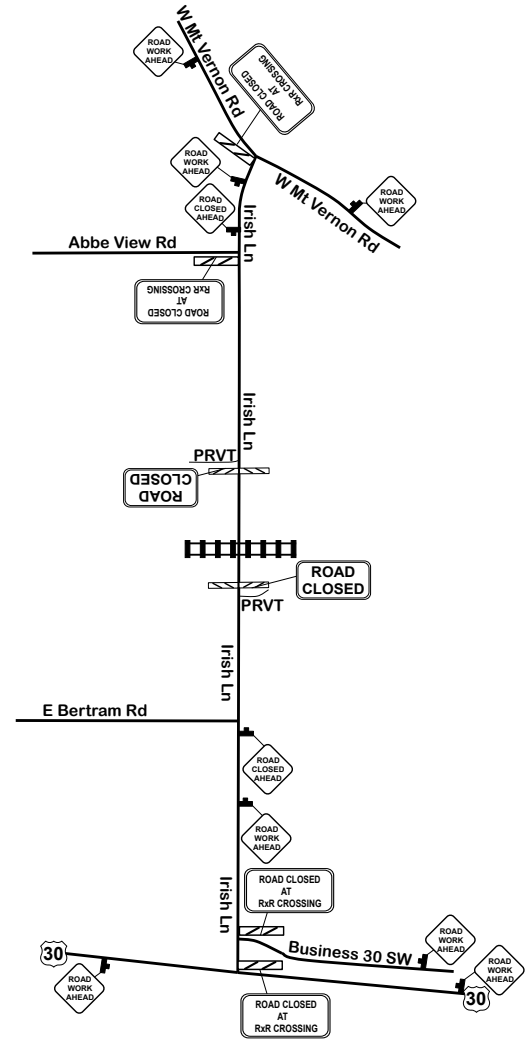 W Mt Vernon Rd
ROAD
WORK
AHEAD
ROAD CLOSED
AT
RxR CROSSING
ROAD
WORK
AHEAD
W Mt Vernon Rd
ROAD
WORK
AHEAD
ROAD
CLOSED
AHEAD
Irish Ln
Abbe View Rd
ROAD CLOSED
AT
RxR CROSSING
Irish Ln
PRVT
ROAD
CLOSED
ROAD
CLOSED
PRVT
Irish Ln
E Bertram Rd
ROAD
CLOSED
AHEAD
ROAD
WORK
AHEAD
Irish Ln
ROAD CLOSED
AT
RxR CROSSING
Business 30 SW
ROAD
WORK
AHEAD
30
ROAD
WORK
AHEAD
ROAD
WORK
AHEAD
30
ROAD CLOSED
AT
RxR CROSSING